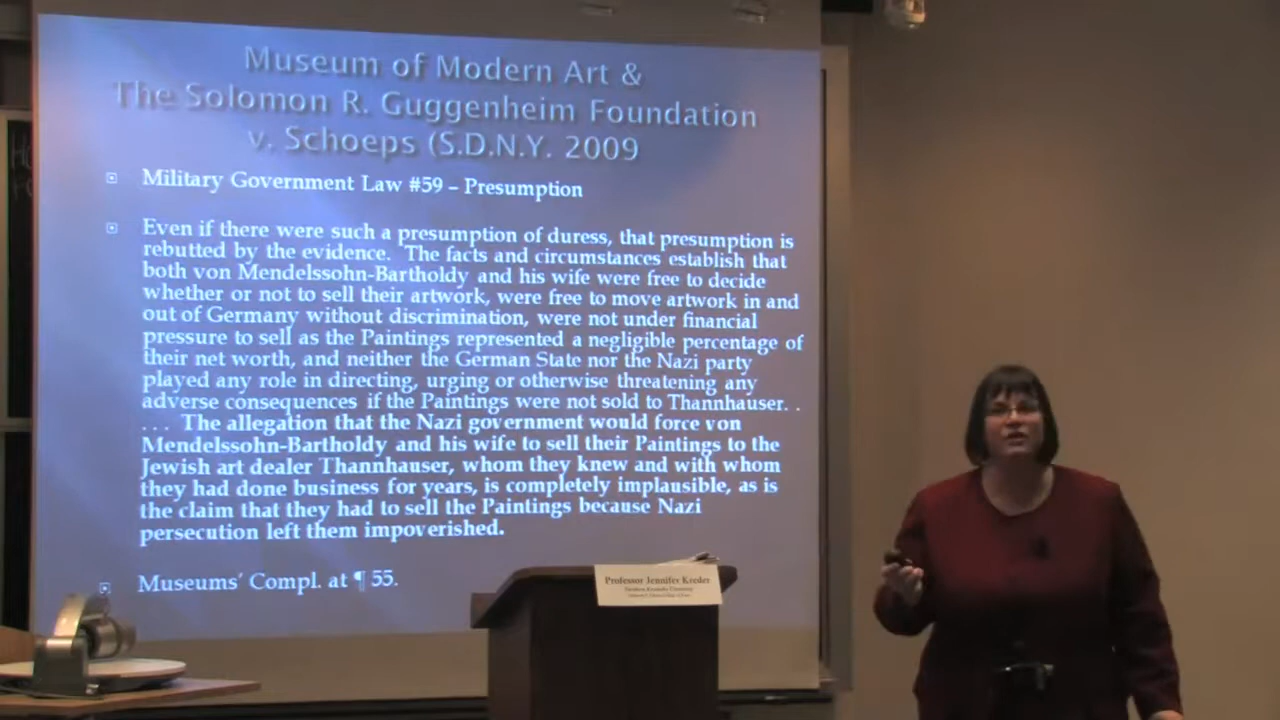 Museum of Modern Art &
The Solomon R. Guggenheim Foundation
v. Schoeps (S.D.N.Y. 2009
Military Government Law #59 – Presumption
Even if there were such a presumption of duress, that presumption is
rebutted by the evidence. The facts and circumstances establish that
both von Mendelssohn-Bartholdy and his wife were free to decide
whether or not to sell their artwork, were free to move artwork in and
out of Germany without discrimination, were not under financial
pressure to sell as the Paintings represented a negligible percentage of
their net worth, and neither the German State nor the Nazi party
played any role in directing, urging or otherwise threatening any
adverse consequences if the Paintings were not sold to Thannhauser. .
. . . The allegation that the Nazi government would force von
Mendelssohn-Bartholdy and his wife to sell their Paintings to the
Jewish art dealer Thannhauser, whom they knew and with whom
they had done business for years, is completely implausible, as is
the claim that they had to sell the Paintings because Nazi
persecution left them impoverished.
Museums' Compl. at ¶ 55.
Professor Jennifer Kreder
Northern Kentucky University